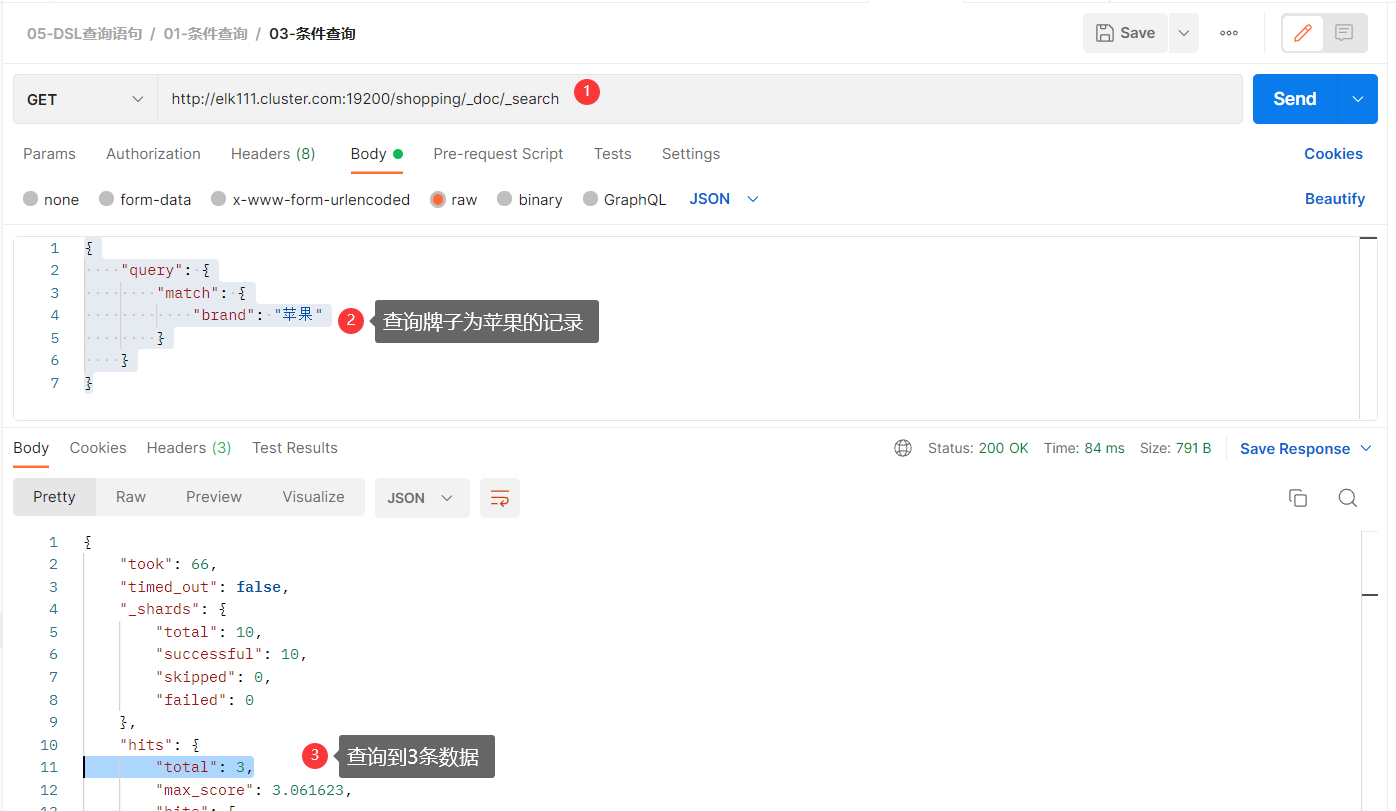 05-DSL查询语句 / 01-条件查询 / 03-条件查询 Save
GET http://elk111.cluster.com:19200/shopping/_doc/_search 1 Send
Params Authorization Headers (8) Body Pre-request Script Tests Settings Cookies
none form-data x-www-form-urlencoded raw binary GraphQL JSON Beautify
1 {
2 "query": {
3 "match": {
4 "brand": "苹果" 2 查询牌子为苹果的记录
5 }
6 }
7 }
Body Cookies Headers (3) Test Results Status: 200 OK Time: 84 ms Size: 791 B Save Response
Pretty Raw Preview Visualize JSON
1 {
2 "took": 66,
3 "timed_out": false,
4 "_shards": {
5 "total": 10,
6 "successful": 10,
7 "skipped": 0,
8 "failed": 0
9 },
10 "hits": {
11 "total": 3, 3 查询到3条数据
12 "max_score": 3.061623,